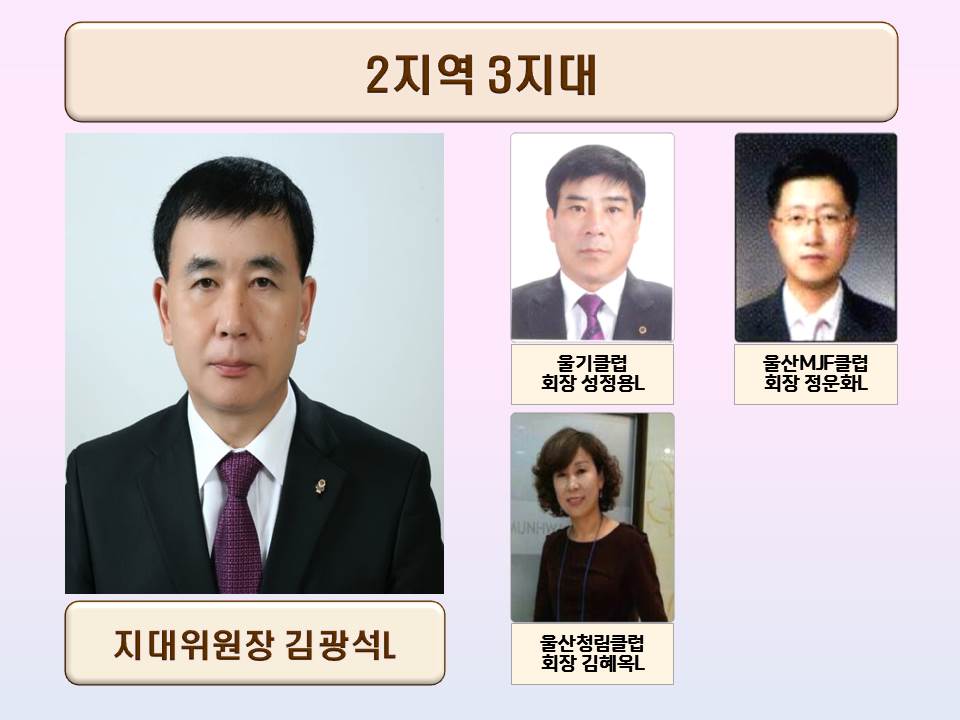 2지역 3지대
울기클럽
회장 성정용L
울산MJF클럽
회장 정운화L
지대위원장 김광석L
울산청림클럽
회장 김혜옥L